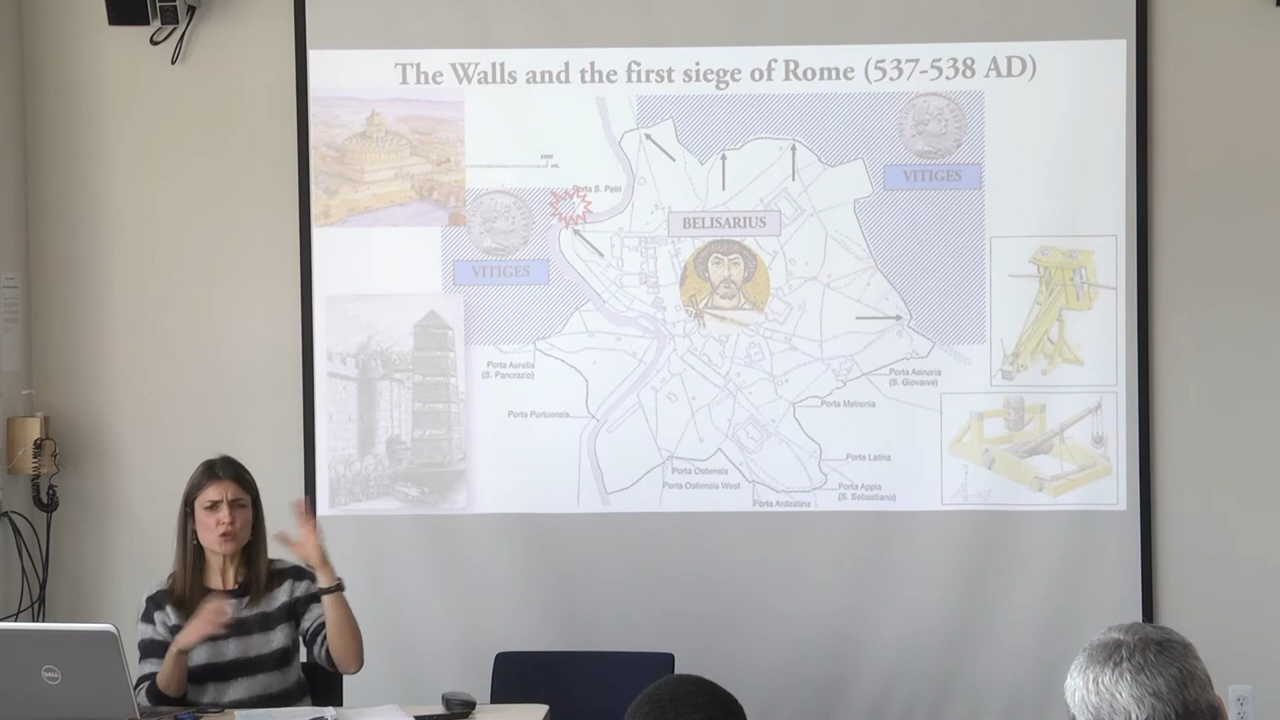 The Walls and the first siege of Rome (537-538 AD)
VITIGES
Porta S. Petri
BELISARIUS
VITIGES
Porta Aurelia
(S. Pancrazio)
Porta Asinaria
(S. Giovanni)
Porta Portuensis
Porta Metronia
Porta Latina
Porta Ostiensis
Porta Ostiensis West
Porta Appia
(S. Sebastiano)
Porta Ardeatina
DELL